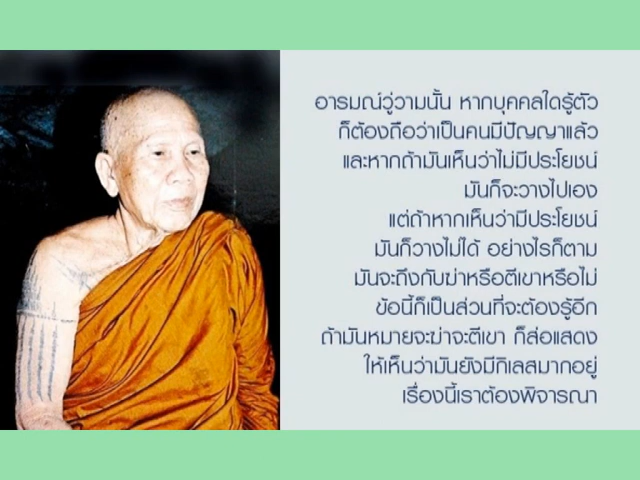 อารมณ์วู่วามนั้น หากบุคคลใดรู้ตัว
ก็ต้องถือว่าเป็นคนมีปัญญาแล้ว
และหากถ้ามันเห็นว่าไม่มีประโยชน์
มันก็จะวางไปเอง
แต่ถ้าหากเห็นว่ามีประโยชน์
มันก็วางไม่ได้ อย่างไรก็ตาม
มันจะถึงกับฆ่าหรือตีเขาหรือไม่
ข้อนี้ก็เป็นส่วนที่จะต้องรู้อีก
ถ้ามันหมายจะฆ่าจะตีเขา ก็ส่อแสดง
ให้เห็นว่ามันยังมีกิเลสมากอยู่
เรื่องนี้เราต้องพิจารณา